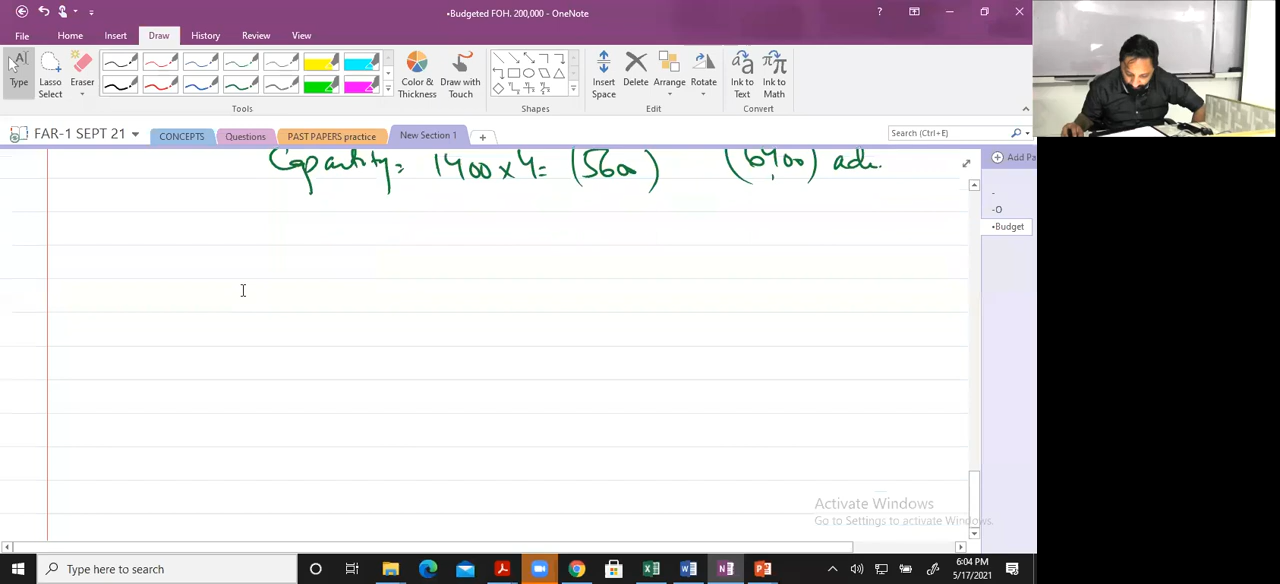 •Budgeted FOH. 200,000 - OneNote
?
File Home Insert Draw History Review View
Type
Lasso Select
Eraser
Color & Thickness
Draw with Touch
Insert Space
Delete
Arrange
Rotate
Ink to Text
Ink to Math
Tools
Shapes
Edit
Convert
FAR-1 SEPT 21
CONCEPTS
Questions
PAST PAPERS practice
New Section 1
Search (Ctrl+E)
Add Pa
-
-O
•Budget
Capacity = 1400 x 4 = (5600) (6400) adv.
Activate Windows
Go to Settings to activate Windows.
Type here to search
6:04 PM
5/17/2021